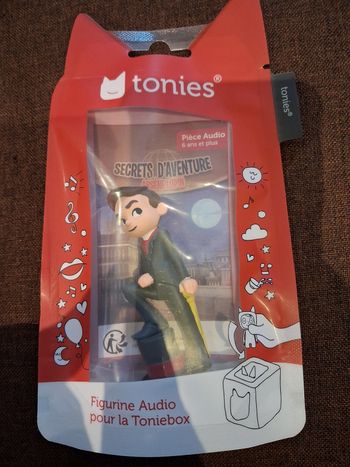 tonies®
tonies®
Pièce Audio
6 ans et plus
SECRETS D'AVENTURE
Figurine Audio
pour la Toniebox